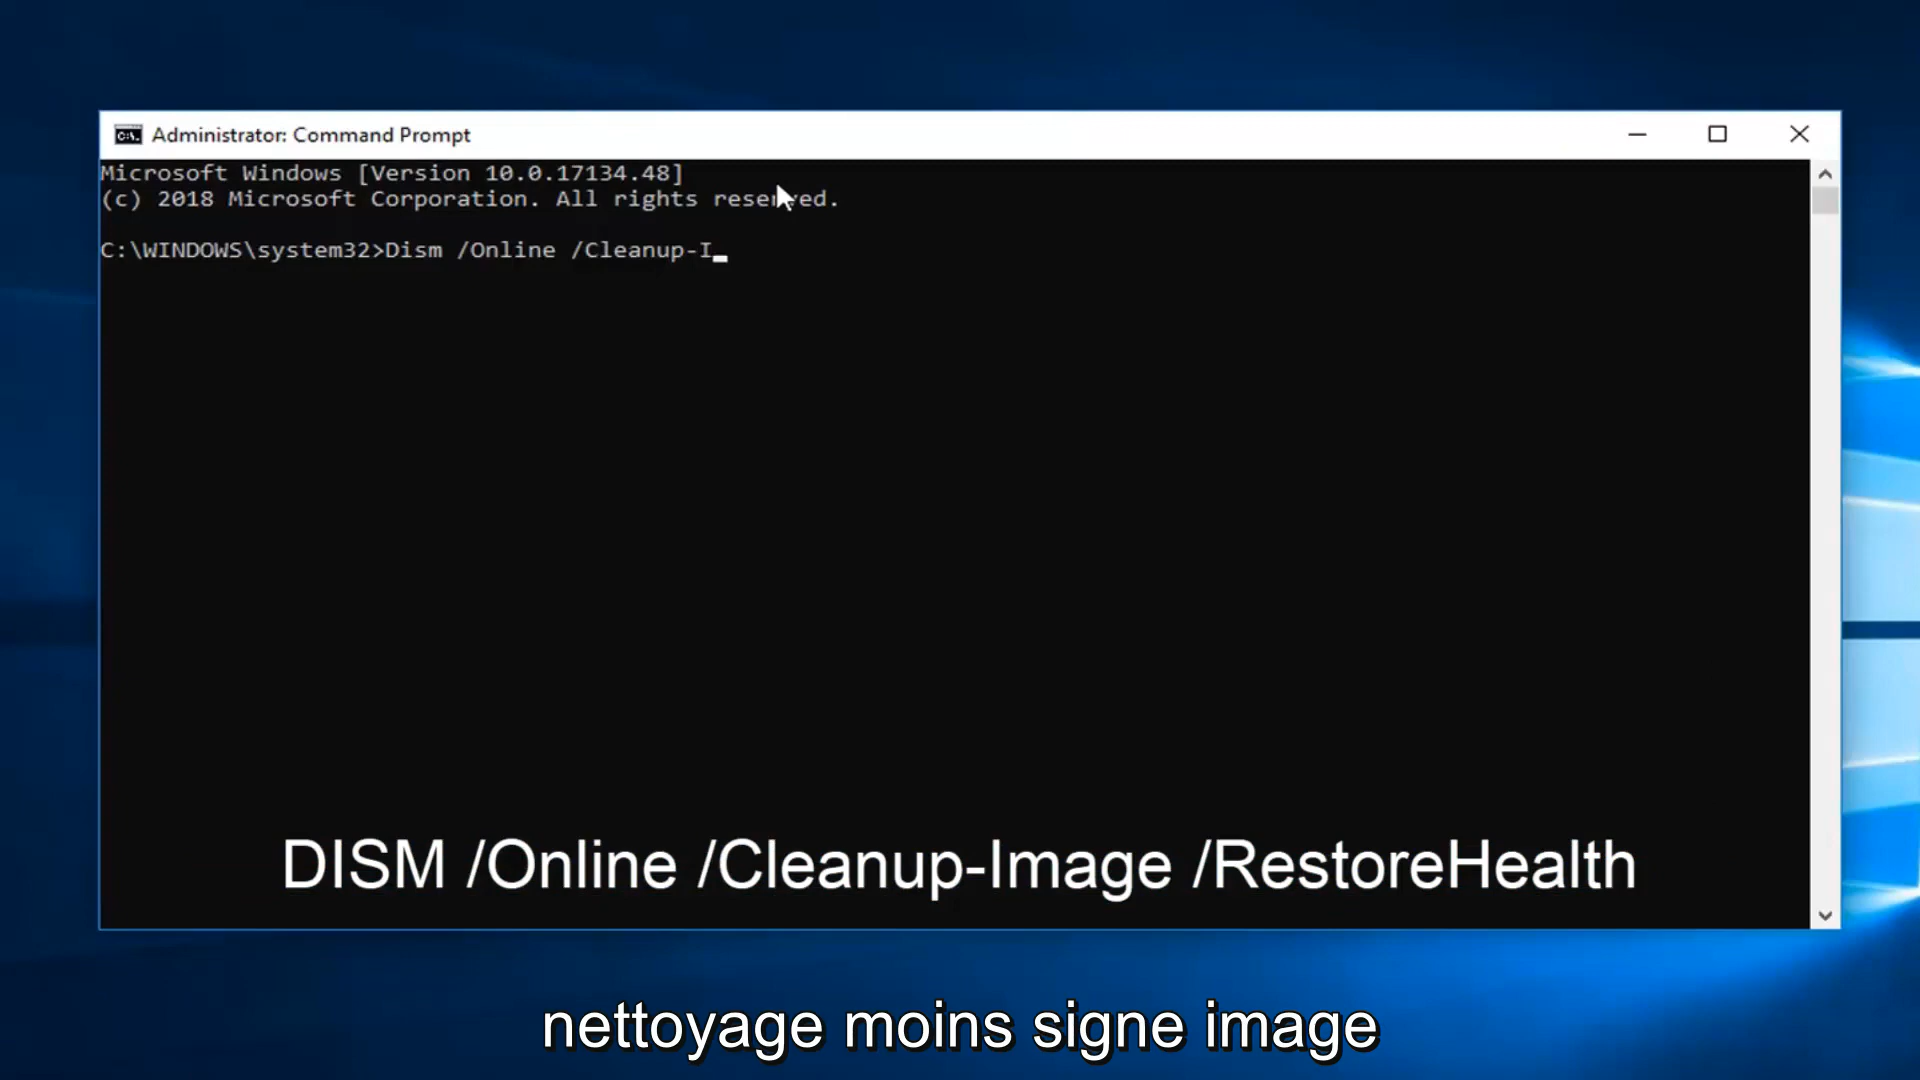 Administrator: Command Prompt
Microsoft Windows [Version 10.0.17134.48]
(c) 2018 Microsoft Corporation. All rights reserved.
C:\WINDOWS\system32>Dism /Online /Cleanup-I
DISM /Online /Cleanup-Image /RestoreHealth
nettoyage moins signe image